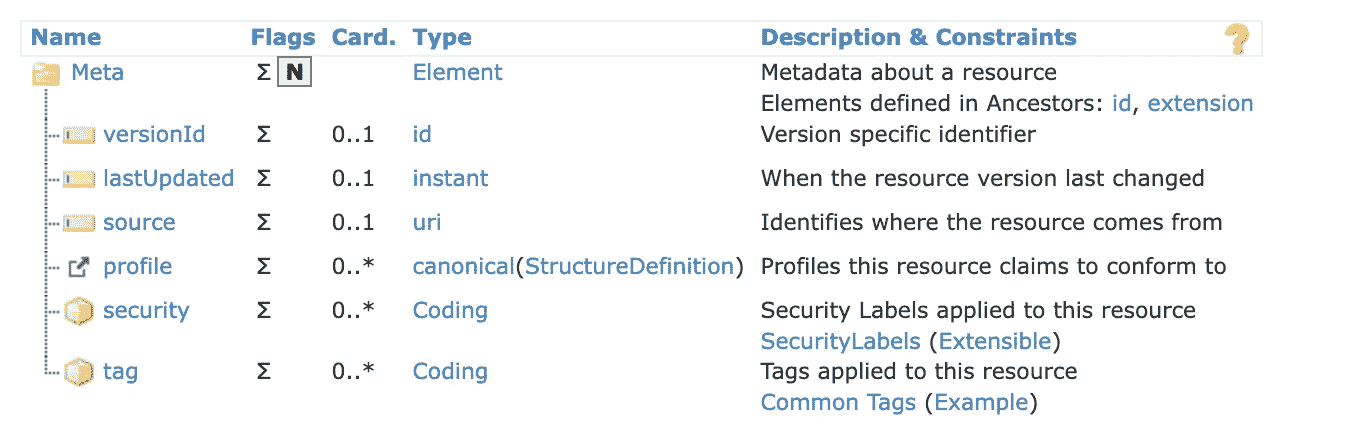 Name Flags Card. Type Description & Constraints ?
Meta Σ N Element Metadata about a resource
Elements defined in Ancestors: id, extension
versionId Σ 0..1 id Version specific identifier
lastUpdated Σ 0..1 instant When the resource version last changed
source Σ 0..1 uri Identifies where the resource comes from
profile Σ 0..* canonical(StructureDefinition) Profiles this resource claims to conform to
security Σ 0..* Coding Security Labels applied to this resource
SecurityLabels (Extensible)
tag Σ 0..* Coding Tags applied to this resource
Common Tags (Example)